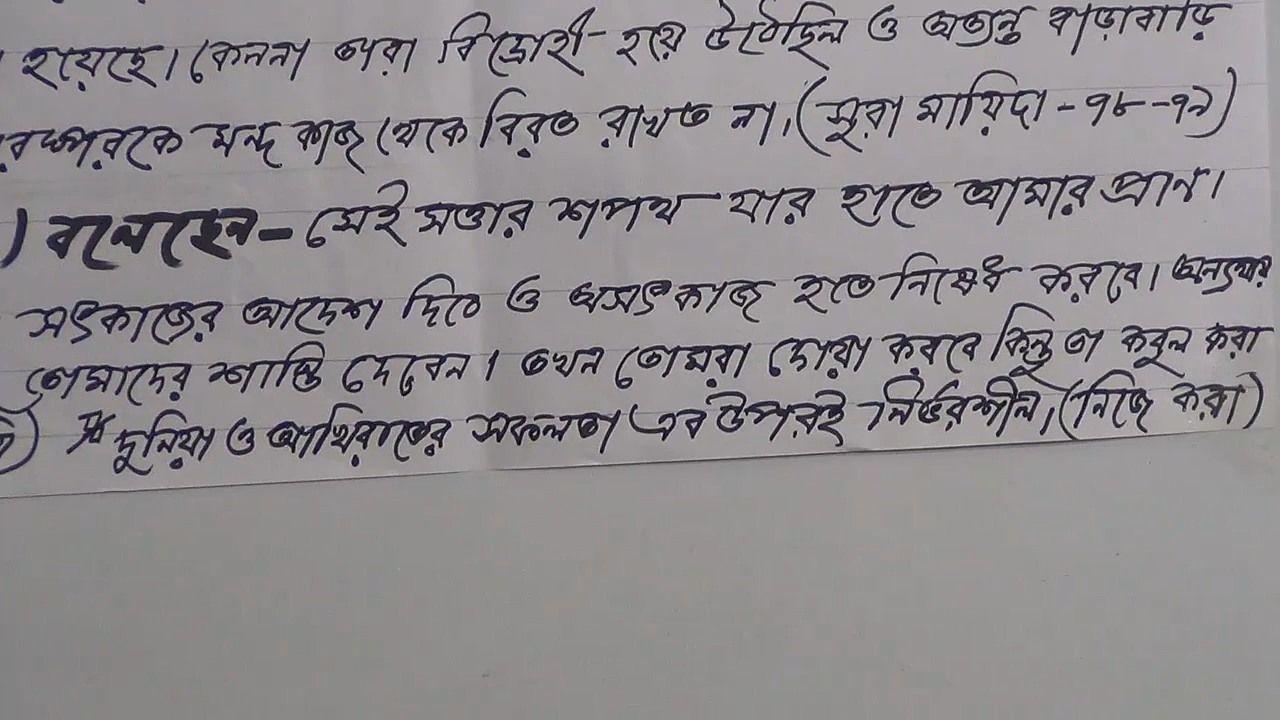 হয়েছে। কেননা তারা বিদ্রোহী হয়ে উঠেছিল ও অত্যন্ত বাড়াবাড়ি
পরস্পরকে মন্দ কাজ থেকে বিরত রাখত না। (সূরা মায়িদা - ৭৮ - ৭৯)
) বলেছেন - সেই সত্তার শপথ যার হাতে আমার প্রাণ।
সৎকাজের আদেশ দিবে ও অসৎকাজ হতে নিষেধ করবে। অন্যথায়
তোমাদের শাস্তি দেবেন। তখন তোমরা দোয়া করবে কিন্তু তা কবুল করা
) দুনিয়া ও আখিরাতের সফলতা এর উপরই নির্ভরশীল। (নিজে করা)